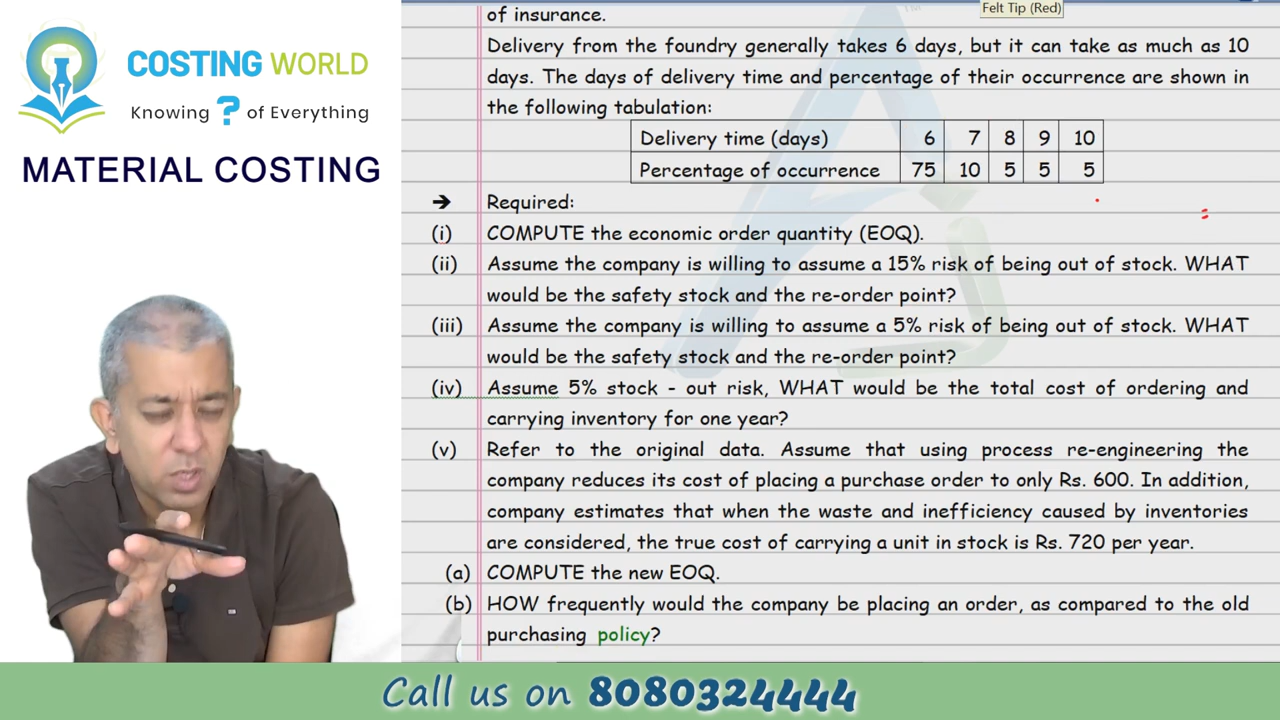 Felt Tip (Red)
COSTING WORLD
Knowing ? of Everything
MATERIAL COSTING
of insurance.
Delivery from the foundry generally takes 6 days, but it can take as much as 10
days. The days of delivery time and percentage of their occurrence are shown in
the following tabulation:
Delivery time (days) 6 7 8 9 10
Percentage of occurrence 75 10 5 5 5
➔ Required:
(i) COMPUTE the economic order quantity (EOQ).
(ii) Assume the company is willing to assume a 15% risk of being out of stock. WHAT
would be the safety stock and the re-order point?
(iii) Assume the company is willing to assume a 5% risk of being out of stock. WHAT
would be the safety stock and the re-order point?
(iv) Assume 5% stock - out risk, WHAT would be the total cost of ordering and
carrying inventory for one year?
(v) Refer to the original data. Assume that using process re-engineering the
company reduces its cost of placing a purchase order to only Rs. 600. In addition,
company estimates that when the waste and inefficiency caused by inventories
are considered, the true cost of carrying a unit in stock is Rs. 720 per year.
(a) COMPUTE the new EOQ.
(b) HOW frequently would the company be placing an order, as compared to the old
purchasing policy?
Call us on 8080324444